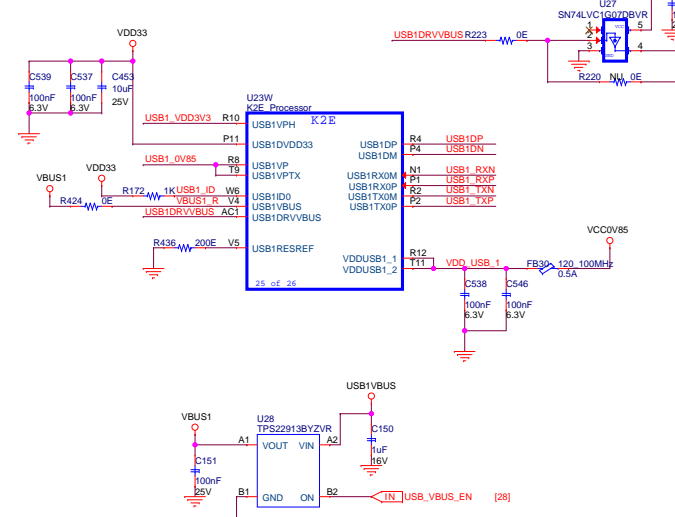 U27
SN74LVC1G07DBVR
VDD33
USB1DRVVBUS R223 0E
1 VCC 5
2
3 GND 4
R220 NU 0E
C539 C537 C453
100nF 100nF 10uF
6.3V 6.3V 25V
U23W
K2E_Processor
K2E
USB1_VDD3V3 R10 USB1VPH
P11 USB1DVDD33
USB1_0V85 R8 USB1VP
T9 USB1VPTX
VBUS1 VDD33
R172 1K USB1_ID W6 USB1ID0
R424 0E VBUS1_R V4 USB1VBUS
USB1DRVVBUS AC1 USB1DRVVBUS
R436 200E V5 USB1RESREF
25 of 26
USB1DP R4 USB1DP
USB1DM P4 USB1DN
USB1RX0M N1 USB1_RXN
USB1RX0P P1 USB1_RXP
USB1TX0M R2 USB1_TXN
USB1TX0P P2 USB1_TXP
VCC0V85
VDDUSB1_1 R12
VDDUSB1_2 T11 VDD_USB_1 FB30 120_100MHz
0.5A
C538 C546
100nF 100nF
6.3V 6.3V
USB1VBUS
VBUS1
U28
TPS22913BYZVR
A1 VOUT VIN A2
C150
1uF
16V
C151
100nF
25V
B1 GND ON B2 IN USB_VBUS_EN [28]